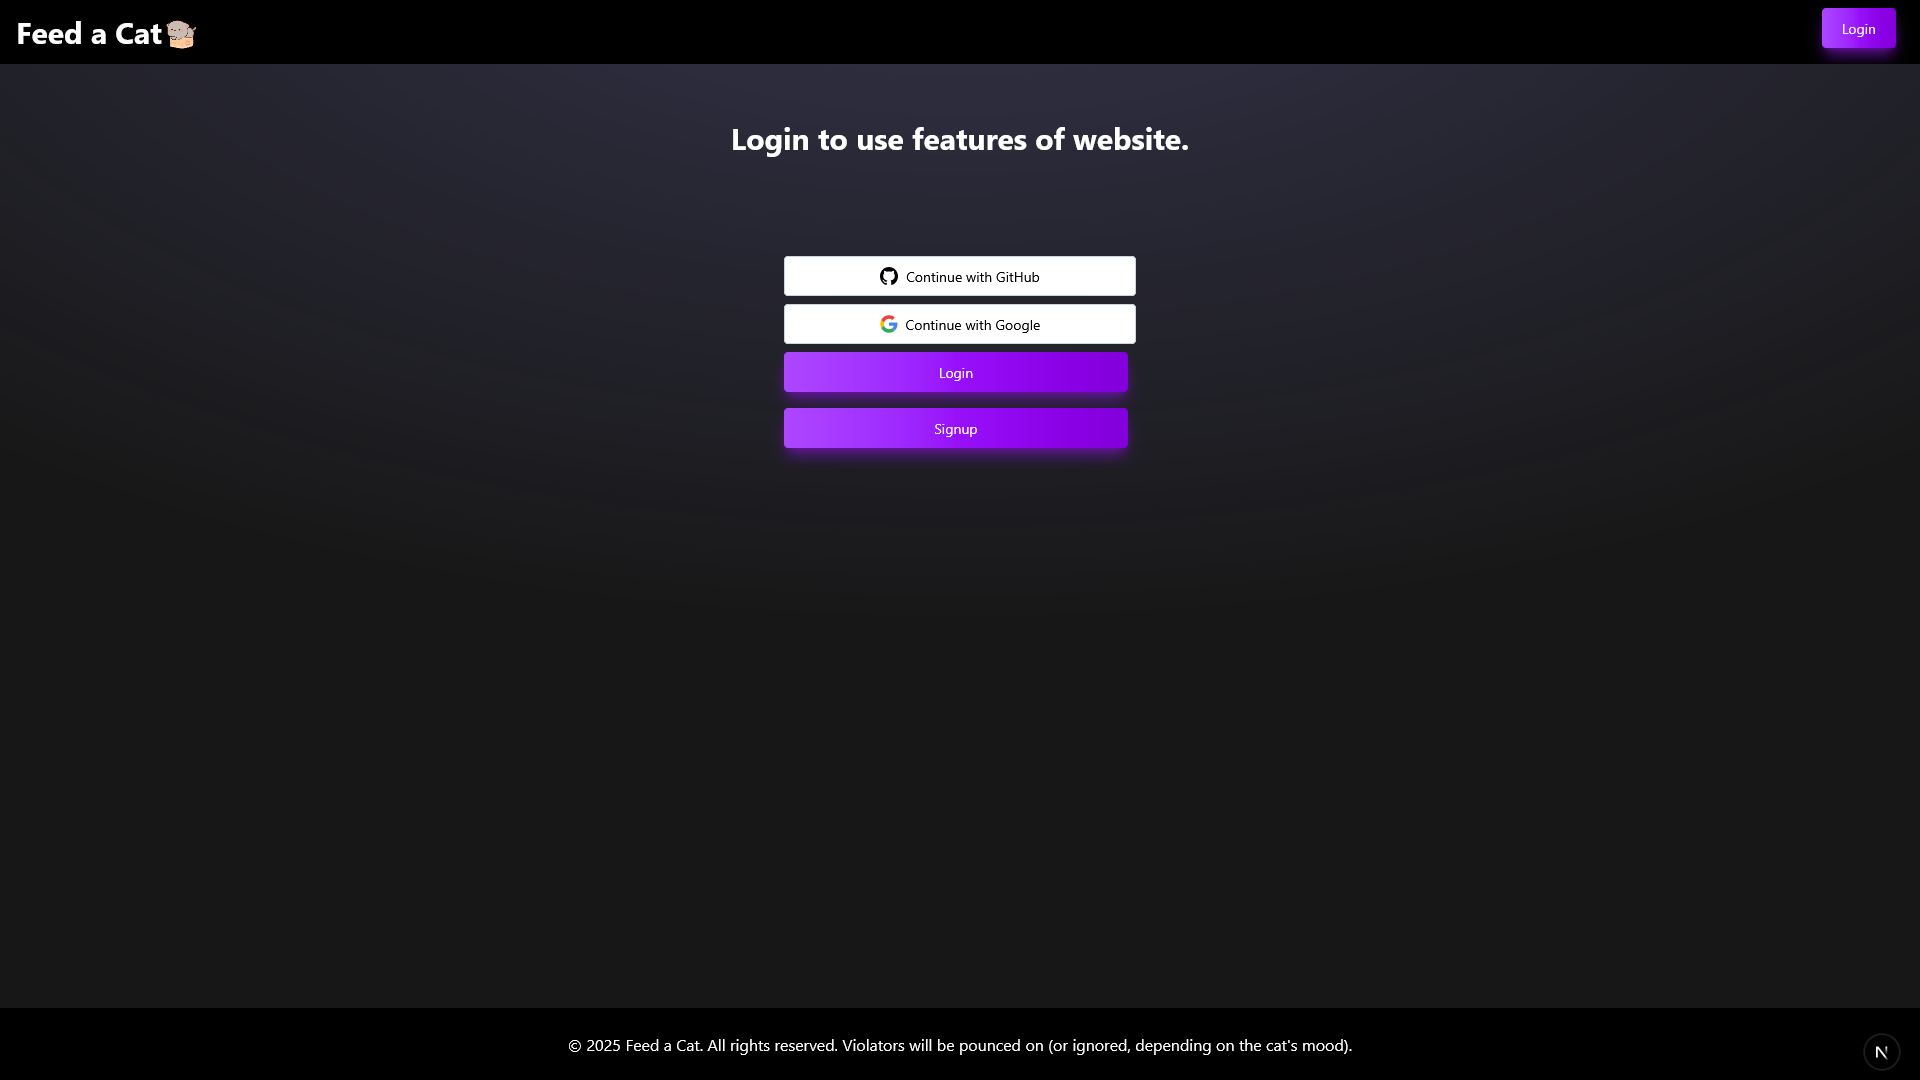 Feed a Cat
Login
Login to use features of website.
Continue with GitHub
Continue with Google
Login
Signup
© 2025 Feed a Cat. All rights reserved. Violators will be pounced on (or ignored, depending on the cat's mood).
N